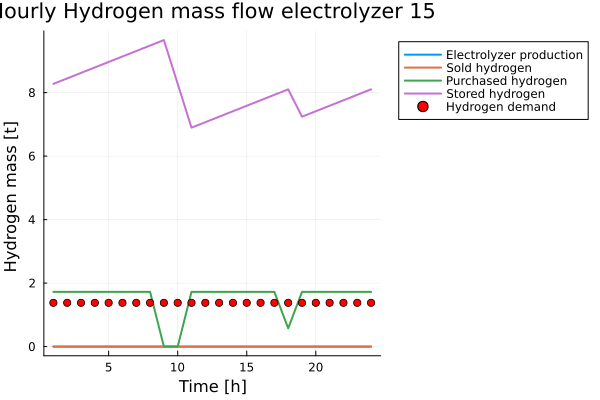 Hourly Hydrogen mass flow electrolyzer 15
Electrolyzer production
Sold hydrogen
Purchased hydrogen
Stored hydrogen
Hydrogen demand
Hydrogen mass [t]
8
6
4
2
0
5
10
15
20
Time [h]